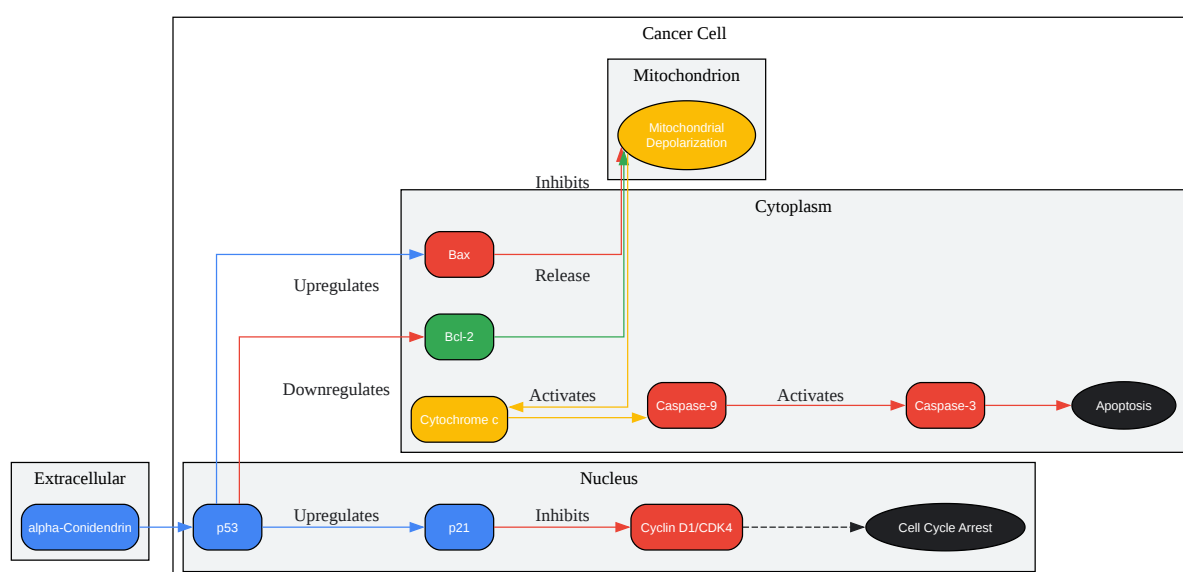 Cancer Cell
Mitochondrion
Mitochondrial
Depolarization
Inhibits
Cytoplasm
Bax
Upregulates
Release
Bcl-2
Downregulates
Activates
Cytochrome c
Caspase-9
Activates
Caspase-3
Apoptosis
Extracellular
Nucleus
alpha-Conidendrin
p53
Upregulates
p21
Inhibits
Cyclin D1/CDK4
Cell Cycle Arrest